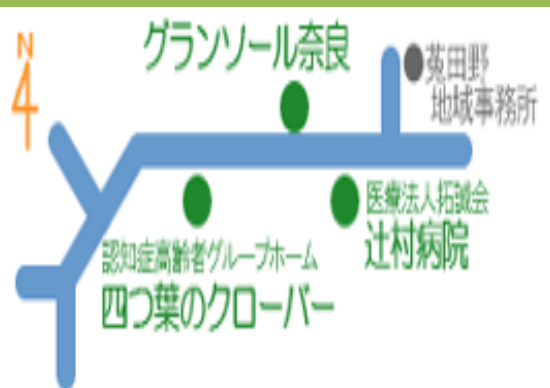 N
グランソール奈良
菟田野
地域事務所
医療法人拓誠会
辻村病院
認知症高齢者グループホーム
四つ葉のクローバー